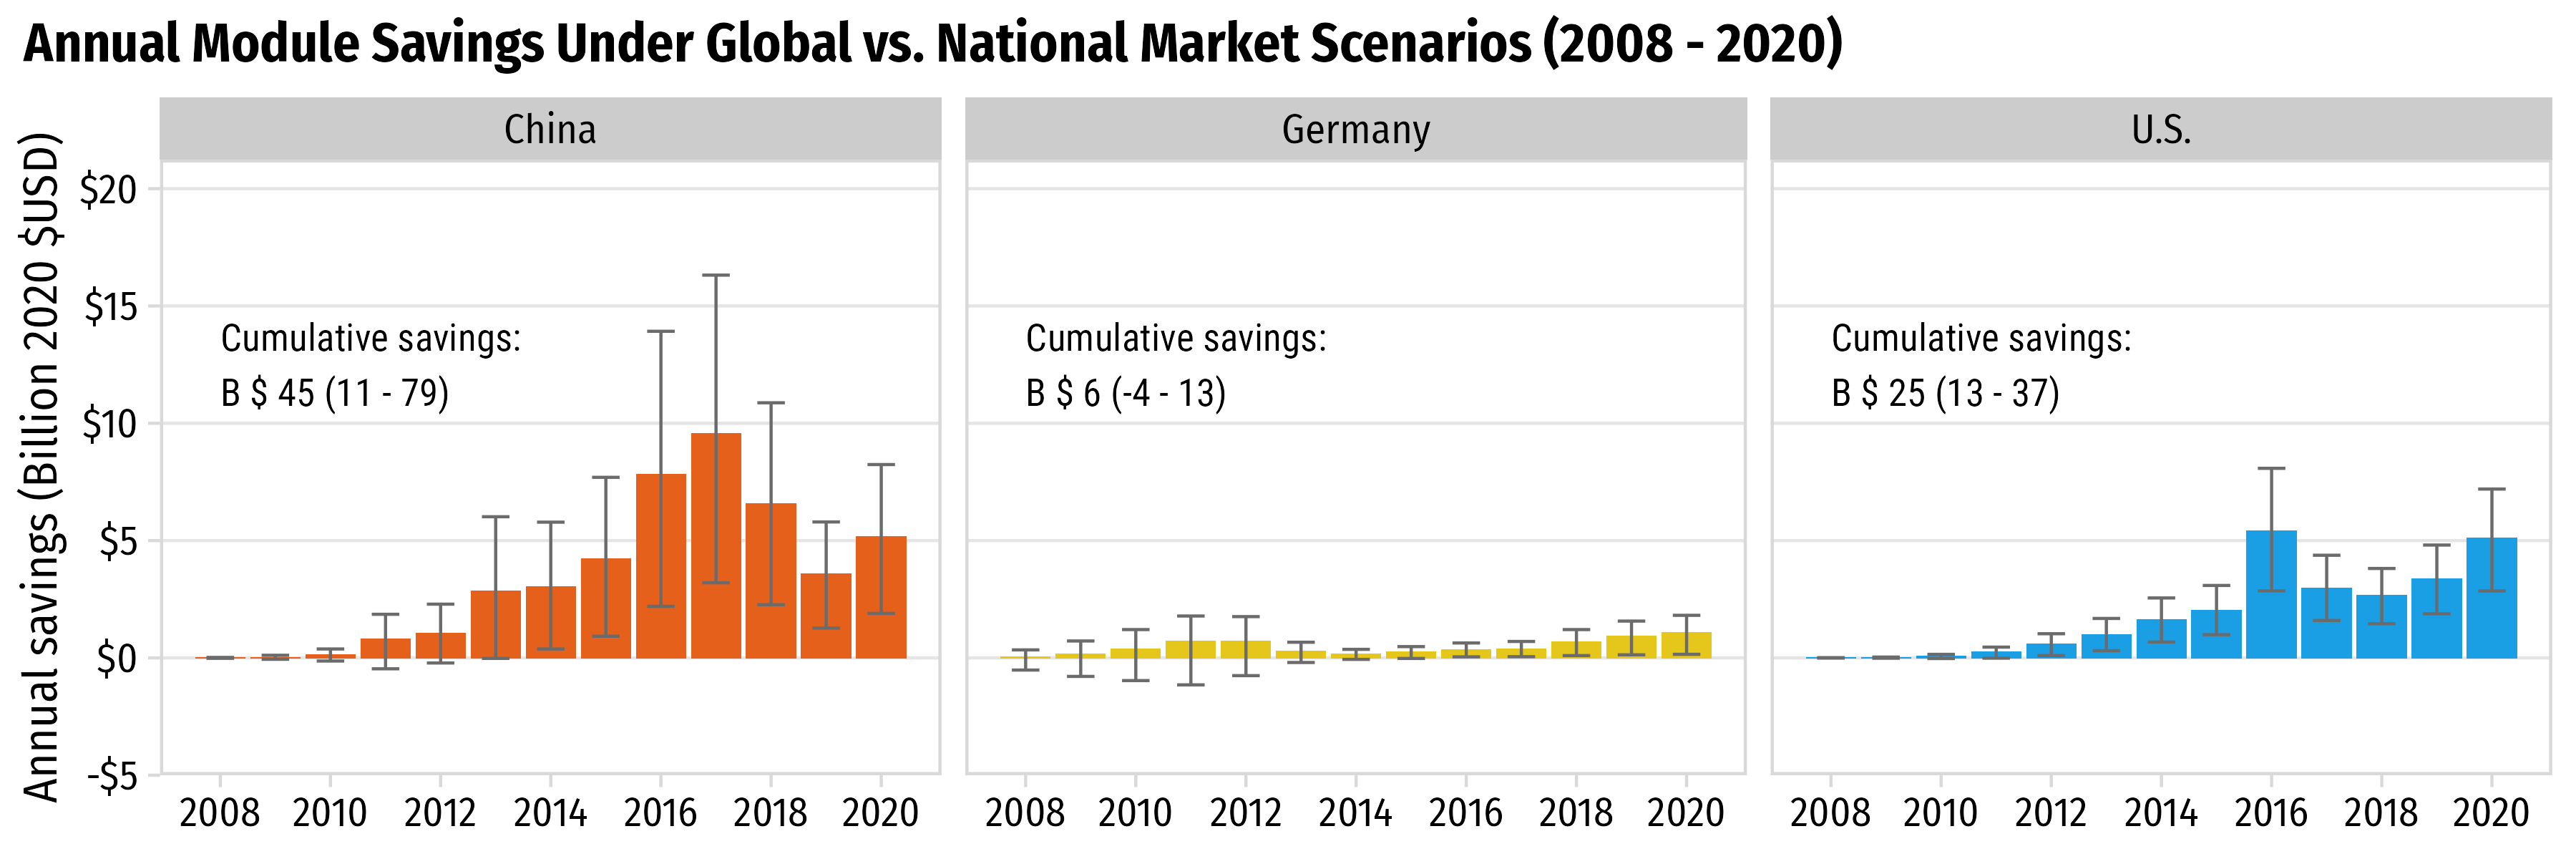 Annual Module Savings Under Global vs. National Market Scenarios (2008 - 2020)
China
Germany
U.S.
Annual savings (Billion 2020 $USD)
$20
$15
$10
$5
$0
-$5
Cumulative savings:
B $ 45 (11 - 79)
Cumulative savings:
B $ 6 (-4 - 13)
Cumulative savings:
B $ 25 (13 - 37)
2008 2010 2012 2014 2016 2018 2020
2008 2010 2012 2014 2016 2018 2020
2008 2010 2012 2014 2016 2018 2020